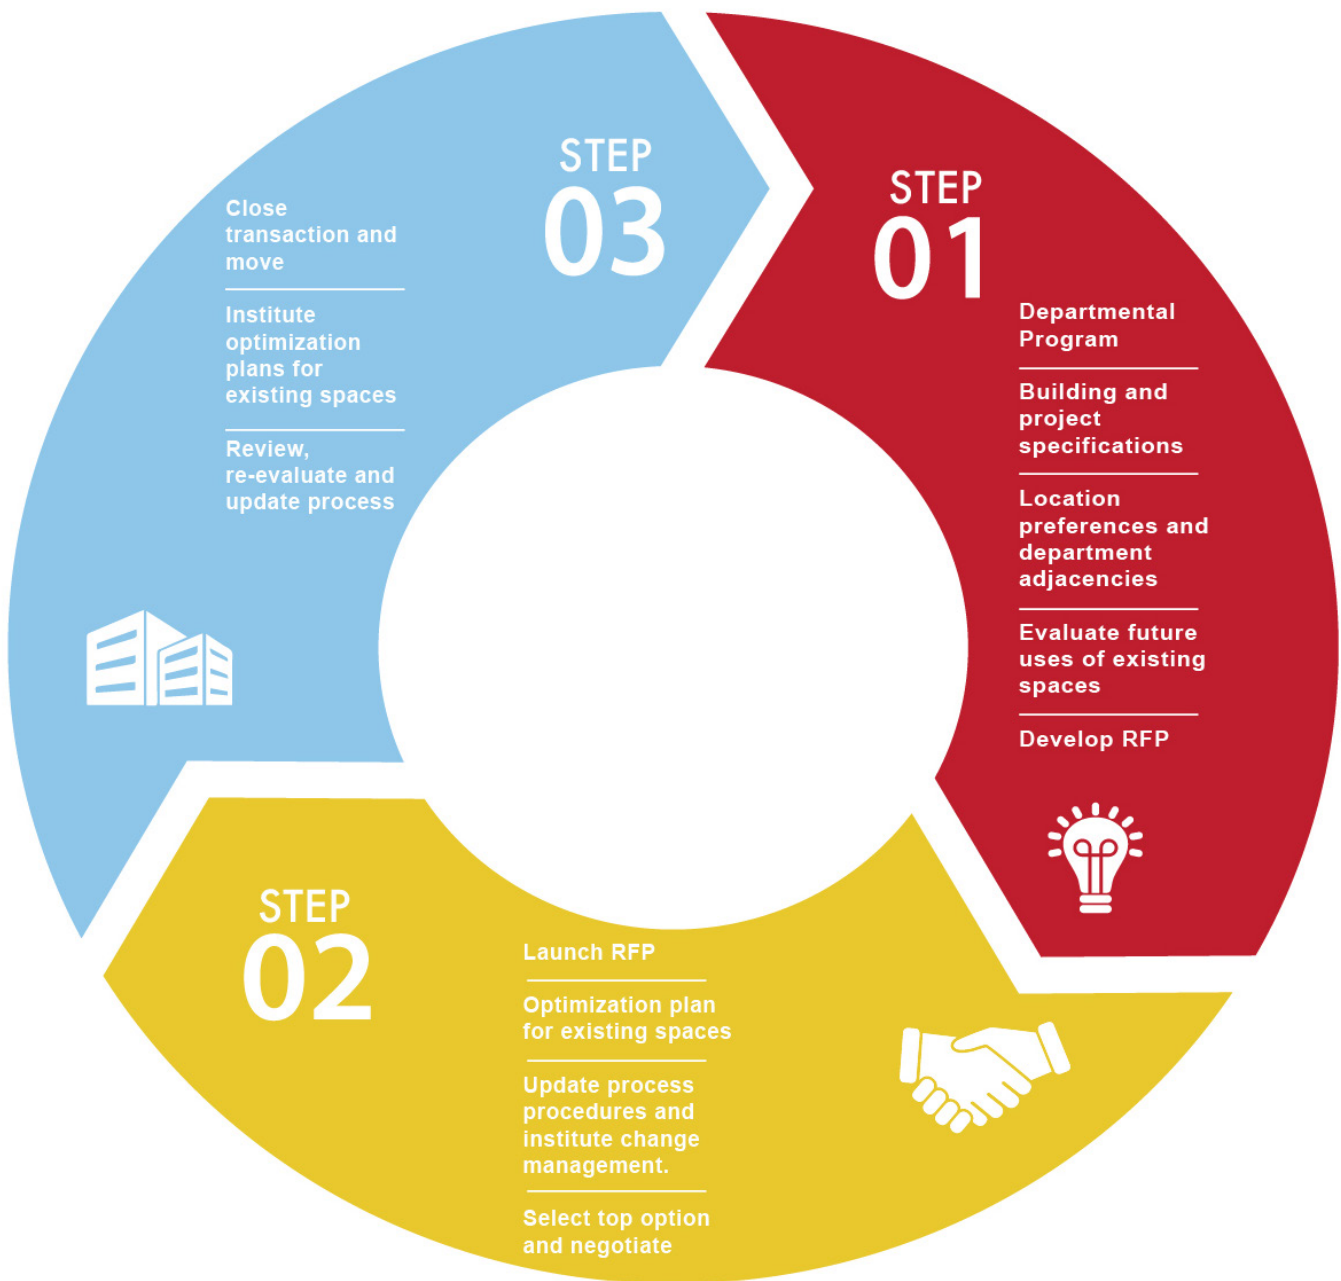 STEP
01
Departmental
Program
Building and
project
specifications
Location
preferences and
department
adjacencies
Evaluate future
uses of existing
spaces
Develop RFP
STEP
02
Launch RFP
Optimization plan
for existing spaces
Update process
procedures and
institute change
management.
Select top option
and negotiate
STEP
03
Close
transaction and
move
Institute
optimization
plans for
existing spaces
Review,
re-evaluate and
update process